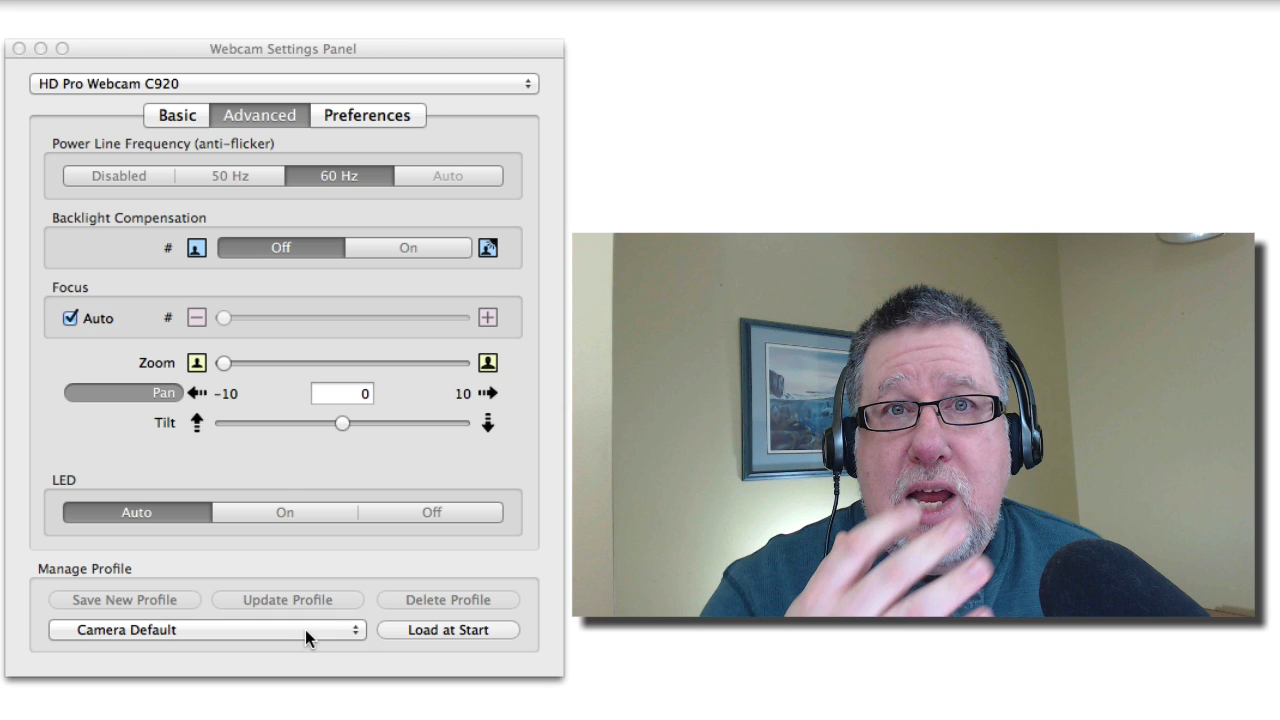 Webcam Settings Panel
HD Pro Webcam C920
Basic Advanced Preferences
Power Line Frequency (anti-flicker)
Disabled 50 Hz 60 Hz Auto
Backlight Compensation
# Off On
Focus
Auto #
Zoom
Pan -10 0 10
Tilt
LED
Auto On Off
Manage Profile
Save New Profile Update Profile Delete Profile
Camera Default Load at Start